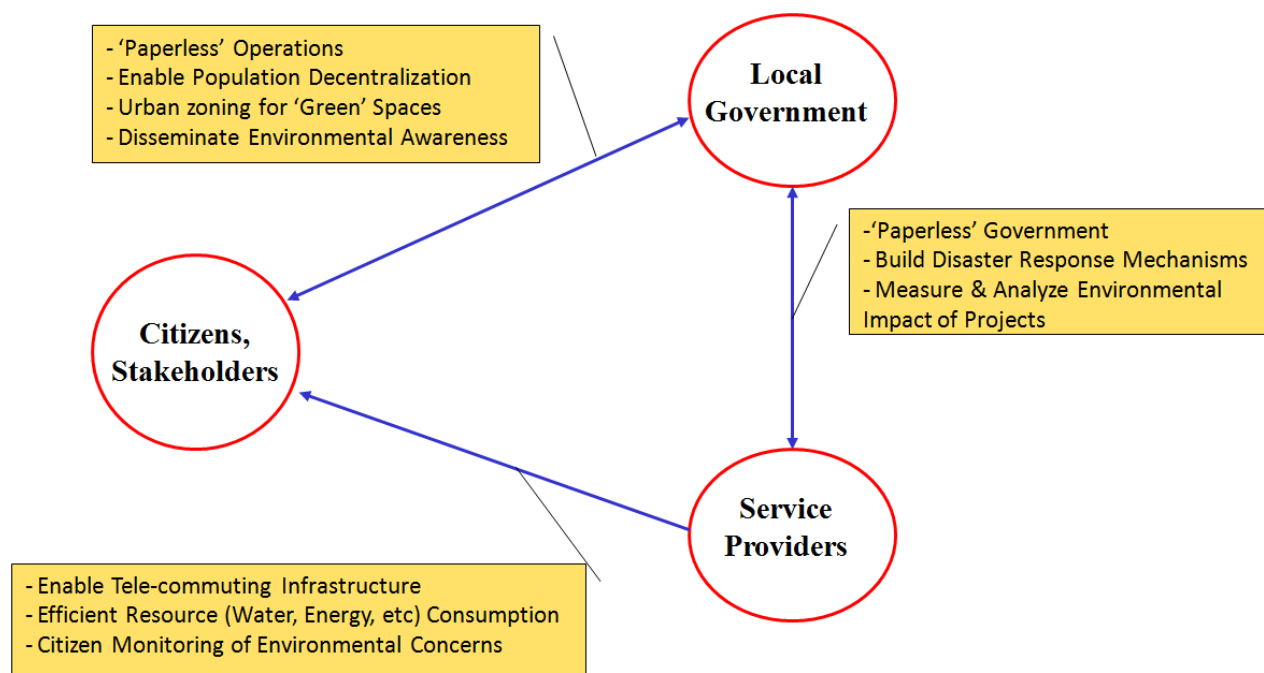 - ‘Paperless’ Operations
- Enable Population Decentralization
- Urban zoning for ‘Green’ Spaces
- Disseminate Environmental Awareness
Local
Government
-‘Paperless’ Government
- Build Disaster Response Mechanisms
- Measure & Analyze Environmental
Impact of Projects
Citizens,
Stakeholders
Service
Providers
- Enable Tele-commuting Infrastructure
- Efficient Resource (Water, Energy, etc) Consumption
- Citizen Monitoring of Environmental Concerns